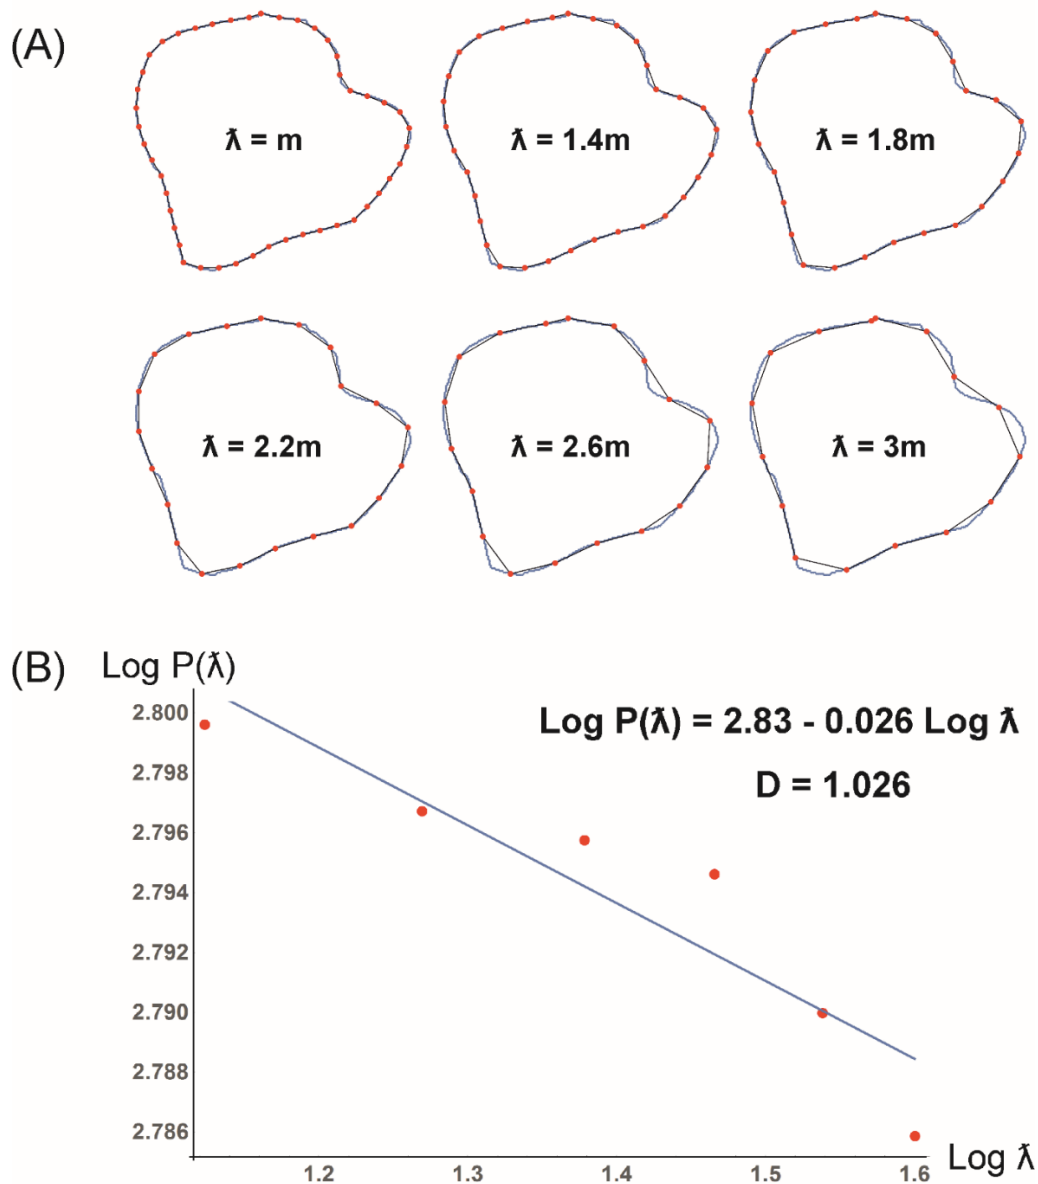 (A)
ƛ = m
ƛ = 1.4m
ƛ = 1.8m
ƛ = 2.2m
ƛ = 2.6m
ƛ = 3m
(B)
Log P(ƛ)
Log P(ƛ) = 2.83 - 0.026 Log ƛ
D = 1.026
2.800
2.798
2.796
2.794
2.792
2.790
2.788
2.786
1.2
1.3
1.4
1.5
1.6
Log ƛ